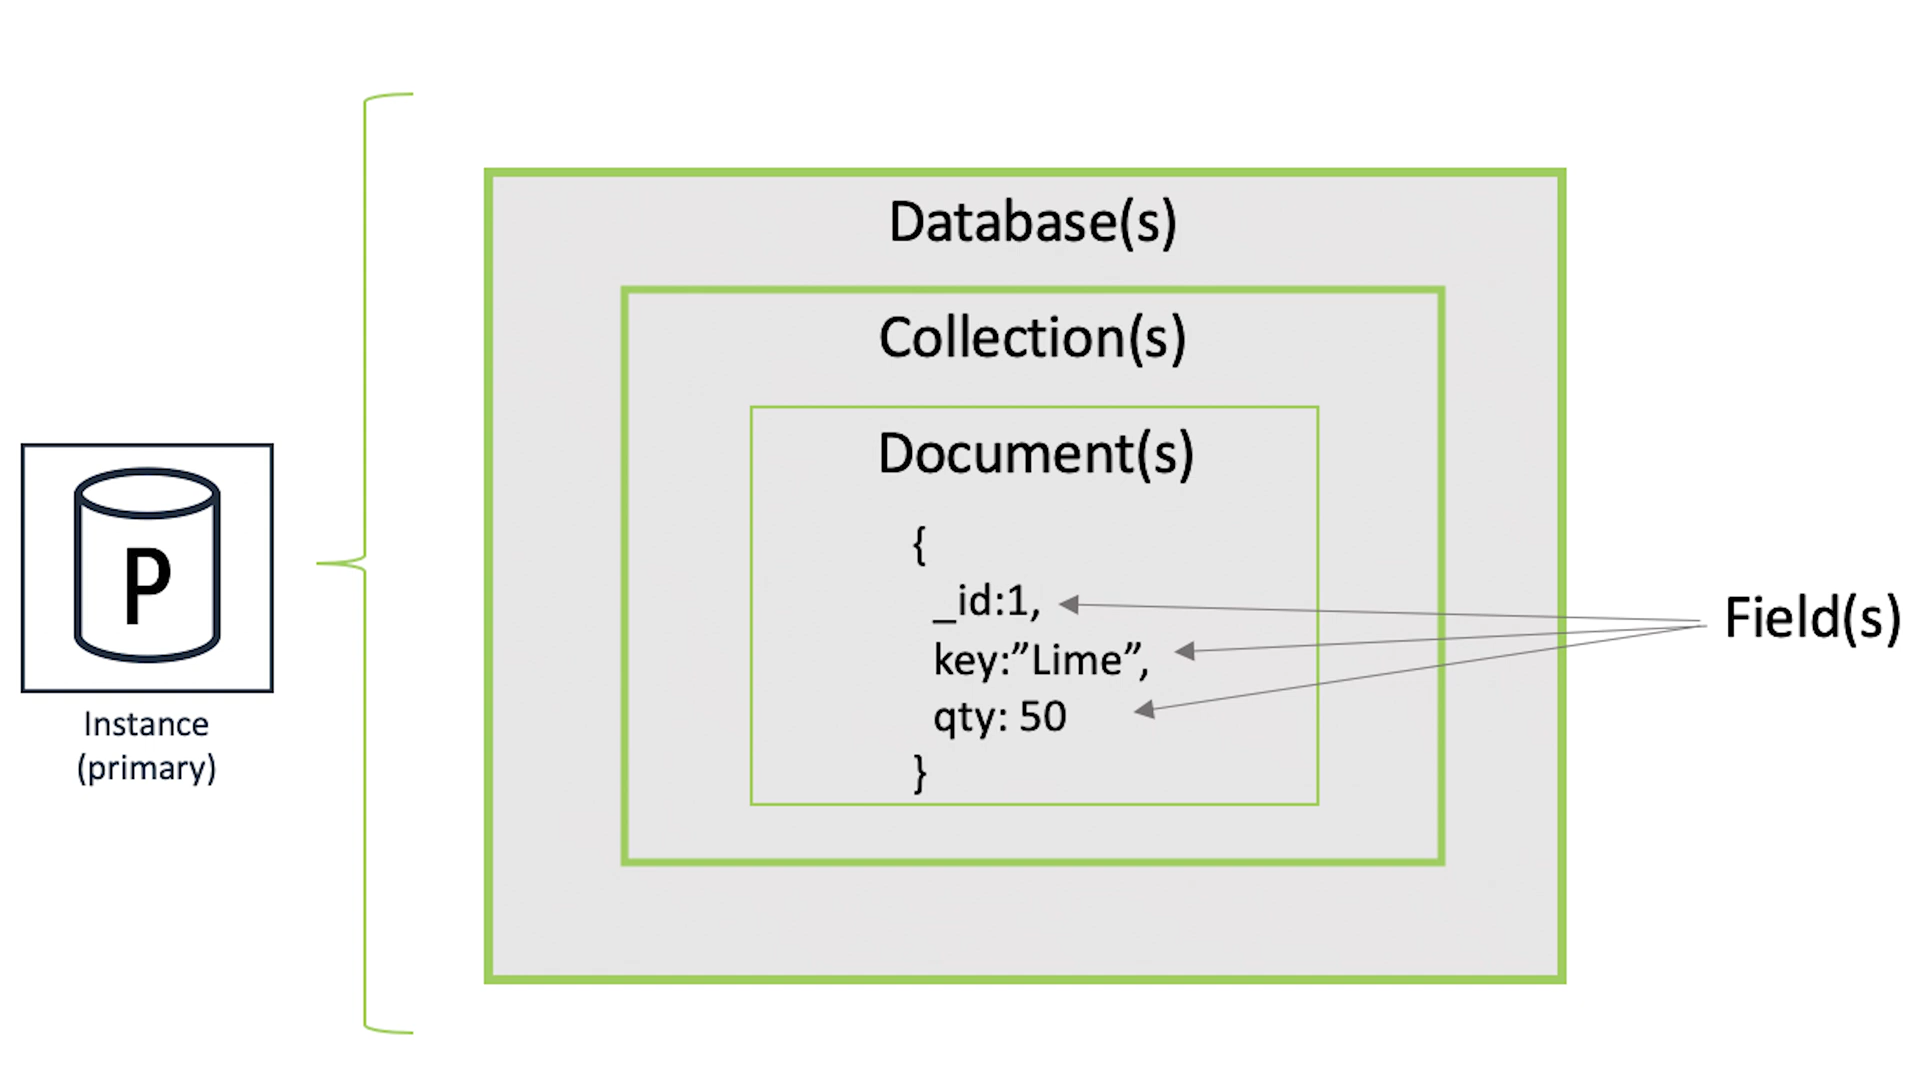 Database(s)
Collection(s)
Document(s)
{
_id:1,
key:”Lime”,
qty: 50
}
Field(s)
P
Instance
(primary)